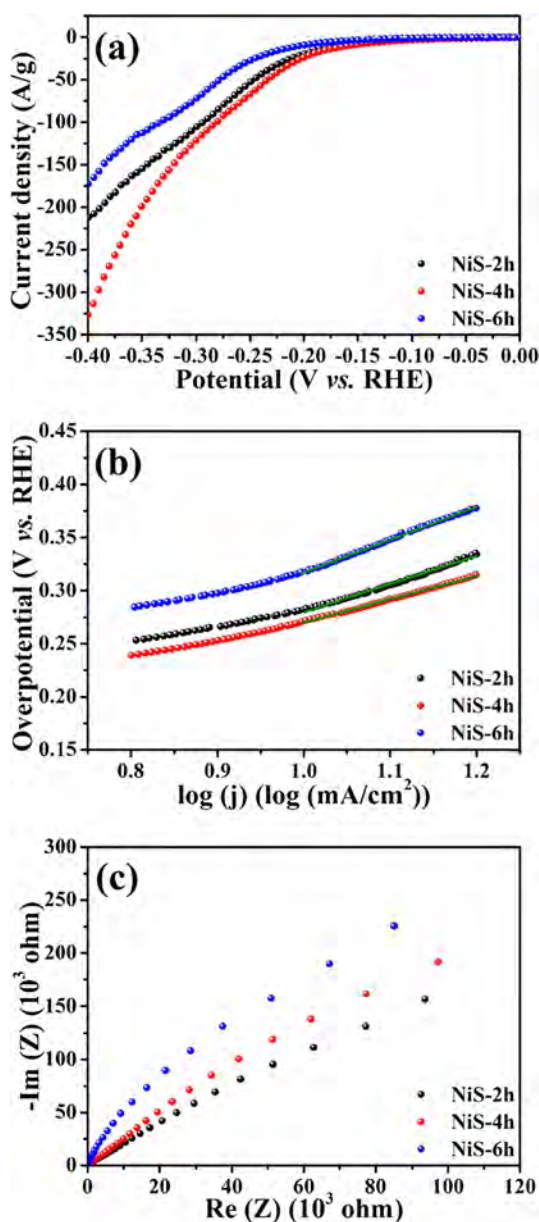 (a)
Current density (A/g)
0
-50
-100
-150
-200
-250
-300
-350
NiS-2h
NiS-4h
NiS-6h
-0.40 -0.35 -0.30 -0.25 -0.20 -0.15 -0.10 -0.05 0.00
Potential (V vs. RHE)
(b)
Overpotential (V vs. RHE)
0.45
0.40
0.35
0.30
0.25
0.20
0.15
NiS-2h
NiS-4h
NiS-6h
0.8 0.9 1.0 1.1 1.2
log (j) (log (mA/cm²))
(c)
-Im (Z) (10³ ohm)
300
250
200
150
100
50
0
NiS-2h
NiS-4h
NiS-6h
0 20 40 60 80 100 120
Re (Z) (10³ ohm)